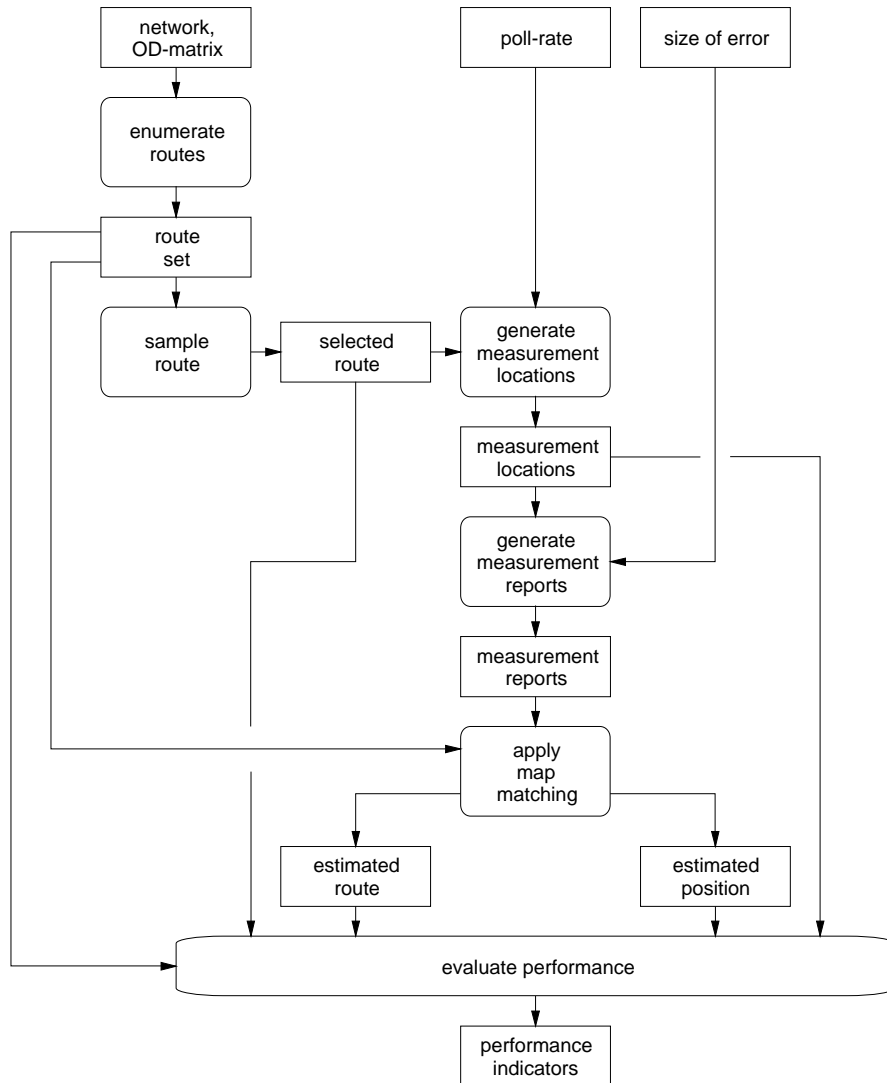 network,
OD-matrix
poll-rate
size of error
enumerate
routes
route
set
sample
route
selected
route
generate
measurement
locations
measurement
locations
generate
measurement
reports
measurement
reports
apply
map
matching
estimated
route
estimated
position
evaluate performance
performance
indicators